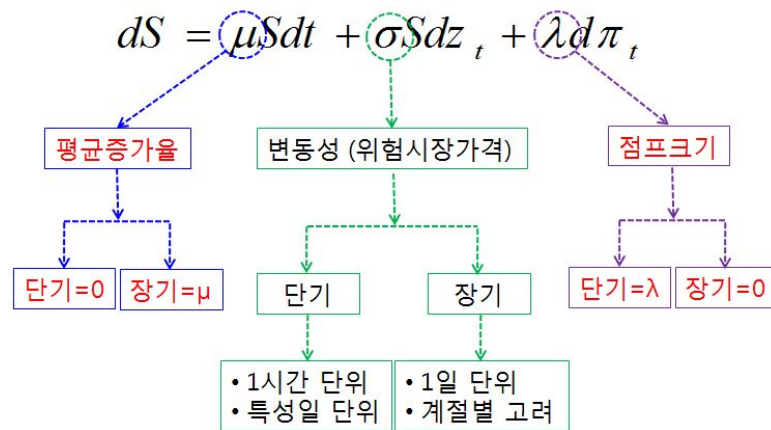 dS = μSdt + σSdz_t + λdπ_t
평균증가율
변동성 (위험시장가격)
점프크기
단기=0
장기=μ
단기
장기
단기=λ
장기=0
• 1시간 단위
• 특성일 단위
• 1일 단위
• 계절별 고려